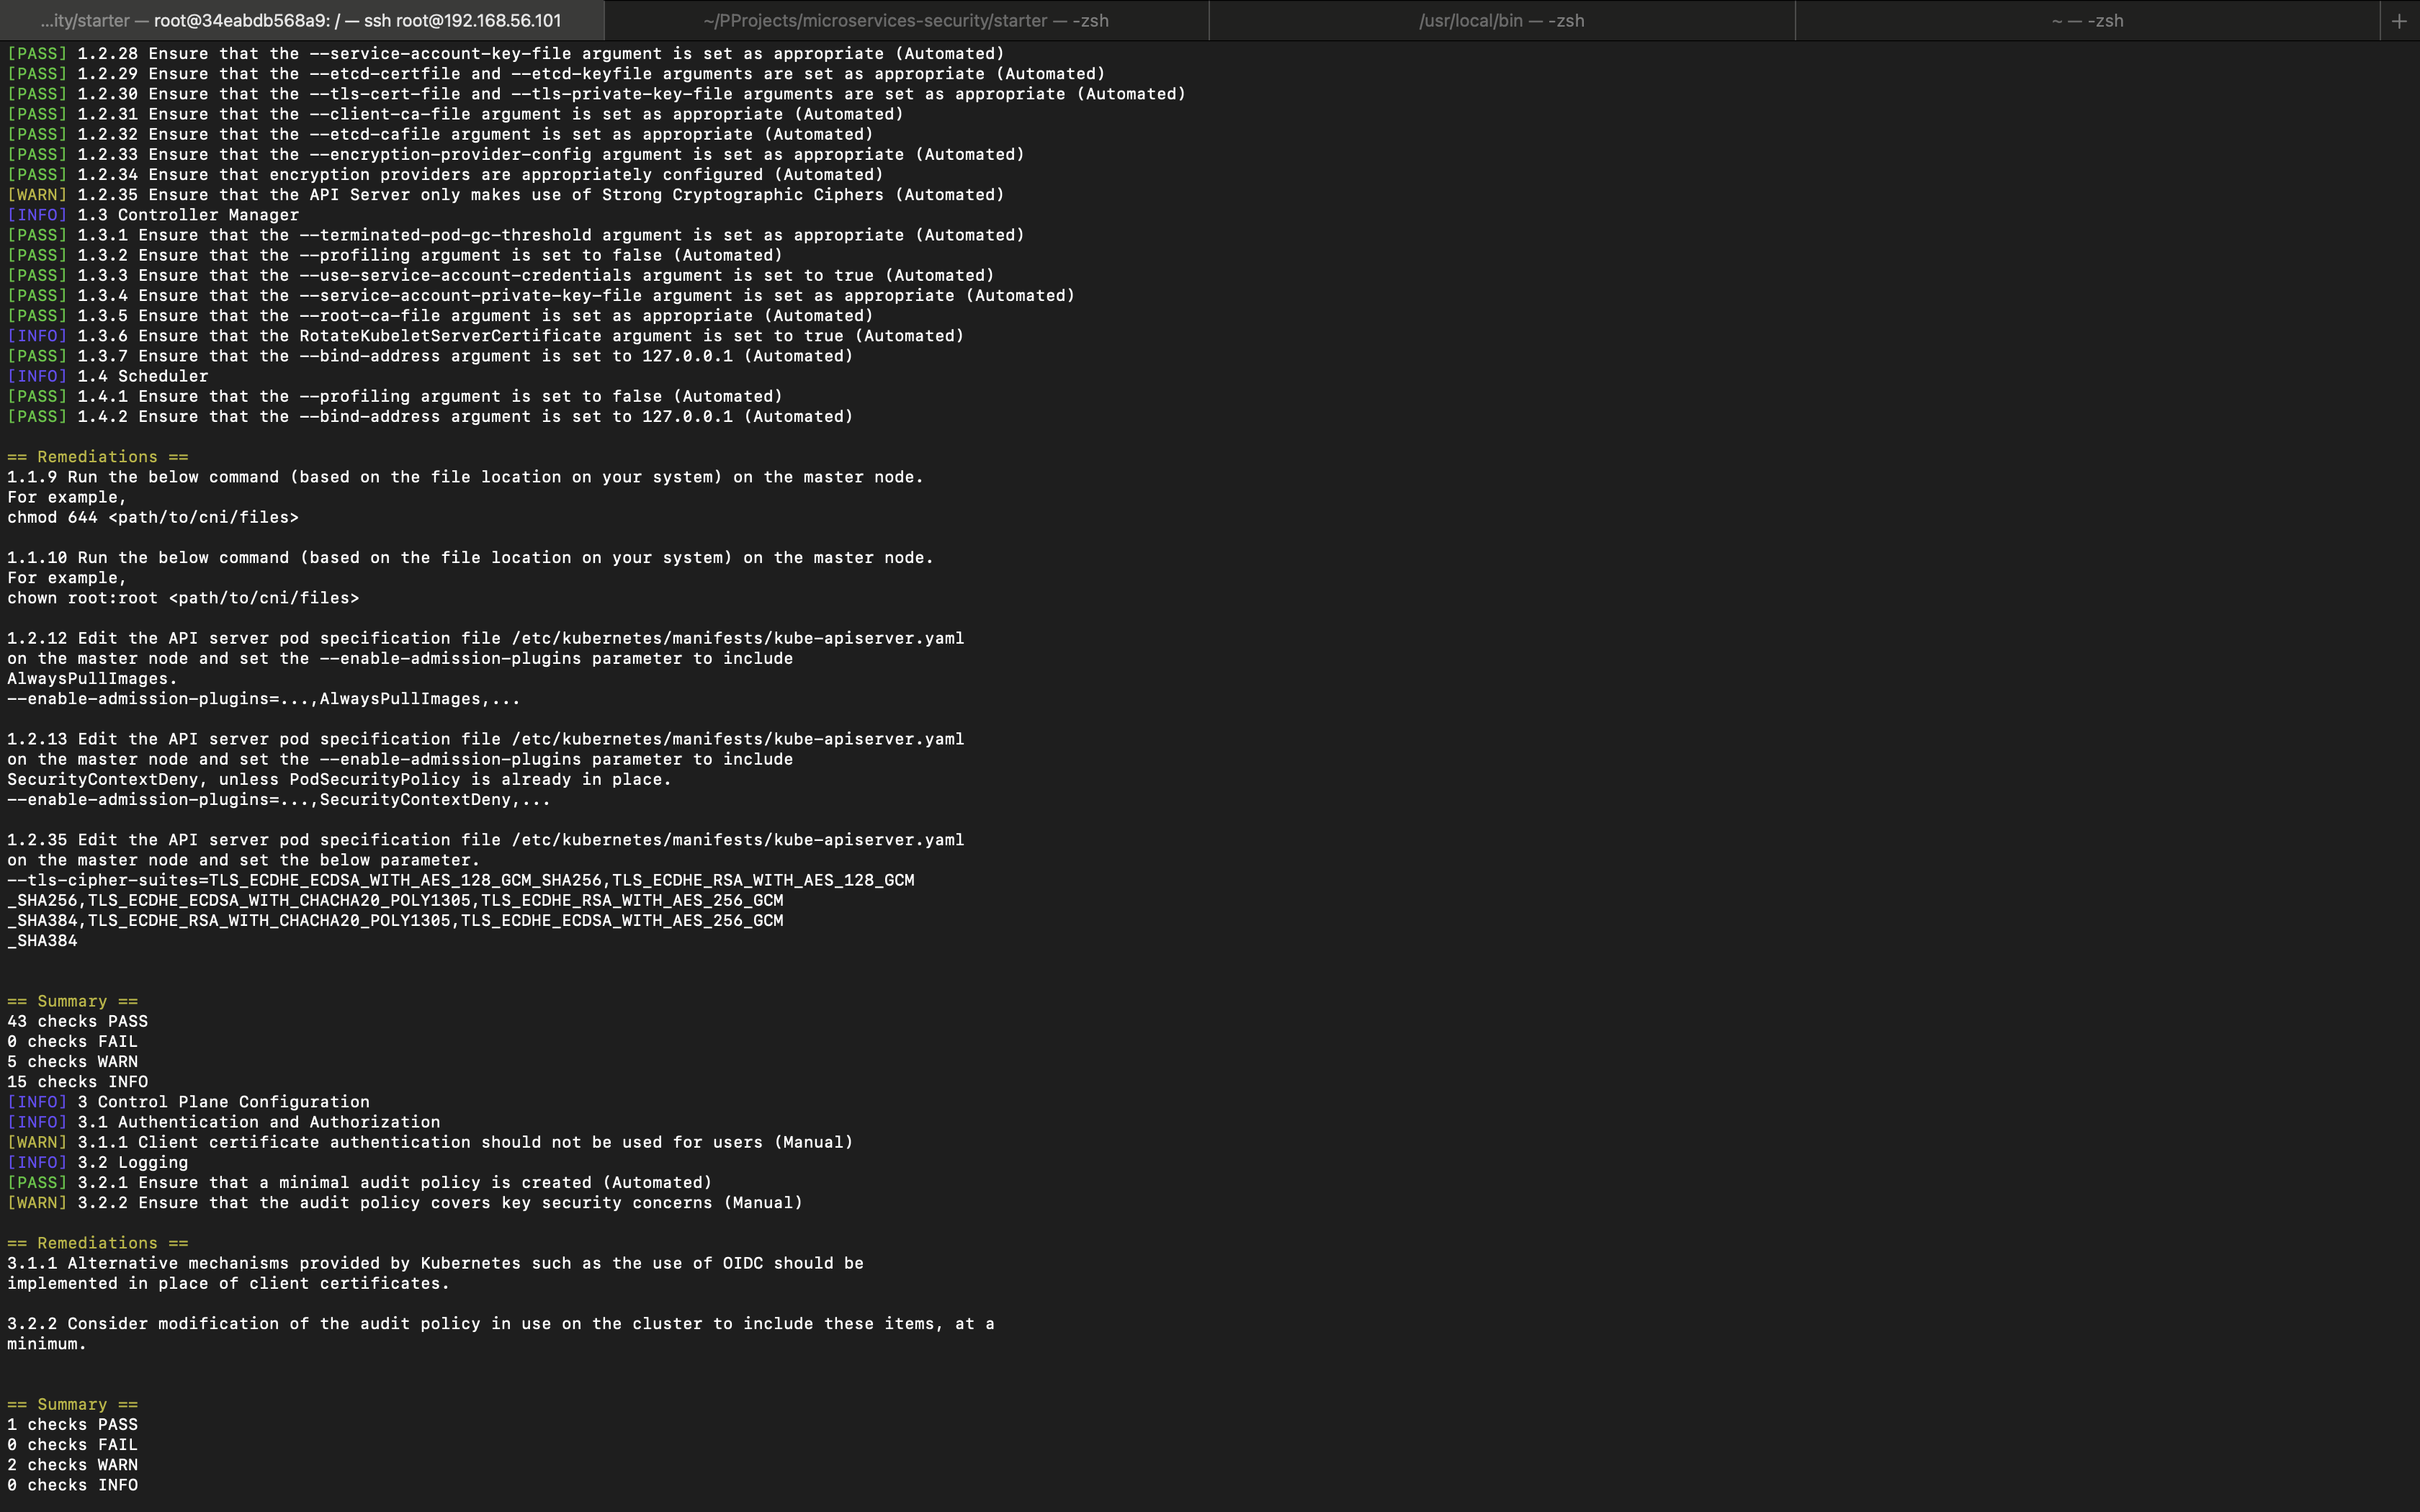 ...ity/starter — root@34eabdb568a9: / — ssh root@192.168.56.101
~/PProjects/microservices-security/starter — -zsh
/usr/local/bin — -zsh
~ — -zsh
+
[PASS] 1.2.28 Ensure that the --service-account-key-file argument is set as appropriate (Automated)
[PASS] 1.2.29 Ensure that the --etcd-certfile and --etcd-keyfile arguments are set as appropriate (Automated)
[PASS] 1.2.30 Ensure that the --tls-cert-file and --tls-private-key-file arguments are set as appropriate (Automated)
[PASS] 1.2.31 Ensure that the --client-ca-file argument is set as appropriate (Automated)
[PASS] 1.2.32 Ensure that the --etcd-cafile argument is set as appropriate (Automated)
[PASS] 1.2.33 Ensure that the --encryption-provider-config argument is set as appropriate (Automated)
[PASS] 1.2.34 Ensure that encryption providers are appropriately configured (Automated)
[WARN] 1.2.35 Ensure that the API Server only makes use of Strong Cryptographic Ciphers (Automated)
[INFO] 1.3 Controller Manager
[PASS] 1.3.1 Ensure that the --terminated-pod-gc-threshold argument is set as appropriate (Automated)
[PASS] 1.3.2 Ensure that the --profiling argument is set to false (Automated)
[PASS] 1.3.3 Ensure that the --use-service-account-credentials argument is set to true (Automated)
[PASS] 1.3.4 Ensure that the --service-account-private-key-file argument is set as appropriate (Automated)
[PASS] 1.3.5 Ensure that the --root-ca-file argument is set as appropriate (Automated)
[INFO] 1.3.6 Ensure that the RotateKubeletServerCertificate argument is set to true (Automated)
[PASS] 1.3.7 Ensure that the --bind-address argument is set to 127.0.0.1 (Automated)
[INFO] 1.4 Scheduler
[PASS] 1.4.1 Ensure that the --profiling argument is set to false (Automated)
[PASS] 1.4.2 Ensure that the --bind-address argument is set to 127.0.0.1 (Automated)
== Remediations ==
1.1.9 Run the below command (based on the file location on your system) on the master node.
For example,
chmod 644 <path/to/cni/files>
1.1.10 Run the below command (based on the file location on your system) on the master node.
For example,
chown root:root <path/to/cni/files>
1.2.12 Edit the API server pod specification file /etc/kubernetes/manifests/kube-apiserver.yaml
on the master node and set the --enable-admission-plugins parameter to include
AlwaysPullImages.
--enable-admission-plugins=...,AlwaysPullImages,...
1.2.13 Edit the API server pod specification file /etc/kubernetes/manifests/kube-apiserver.yaml
on the master node and set the --enable-admission-plugins parameter to include
SecurityContextDeny, unless PodSecurityPolicy is already in place.
--enable-admission-plugins=...,SecurityContextDeny,...
1.2.35 Edit the API server pod specification file /etc/kubernetes/manifests/kube-apiserver.yaml
on the master node and set the below parameter.
--tls-cipher-suites=TLS_ECDHE_ECDSA_WITH_AES_128_GCM_SHA256,TLS_ECDHE_RSA_WITH_AES_128_GCM
_SHA256,TLS_ECDHE_ECDSA_WITH_CHACHA20_POLY1305,TLS_ECDHE_RSA_WITH_AES_256_GCM
_SHA384,TLS_ECDHE_RSA_WITH_CHACHA20_POLY1305,TLS_ECDHE_ECDSA_WITH_AES_256_GCM
_SHA384
== Summary ==
43 checks PASS
0 checks FAIL
5 checks WARN
15 checks INFO
[INFO] 3 Control Plane Configuration
[INFO] 3.1 Authentication and Authorization
[WARN] 3.1.1 Client certificate authentication should not be used for users (Manual)
[INFO] 3.2 Logging
[PASS] 3.2.1 Ensure that a minimal audit policy is created (Automated)
[WARN] 3.2.2 Ensure that the audit policy covers key security concerns (Manual)
== Remediations ==
3.1.1 Alternative mechanisms provided by Kubernetes such as the use of OIDC should be
implemented in place of client certificates.
3.2.2 Consider modification of the audit policy in use on the cluster to include these items, at a
minimum.
== Summary ==
1 checks PASS
0 checks FAIL
2 checks WARN
0 checks INFO